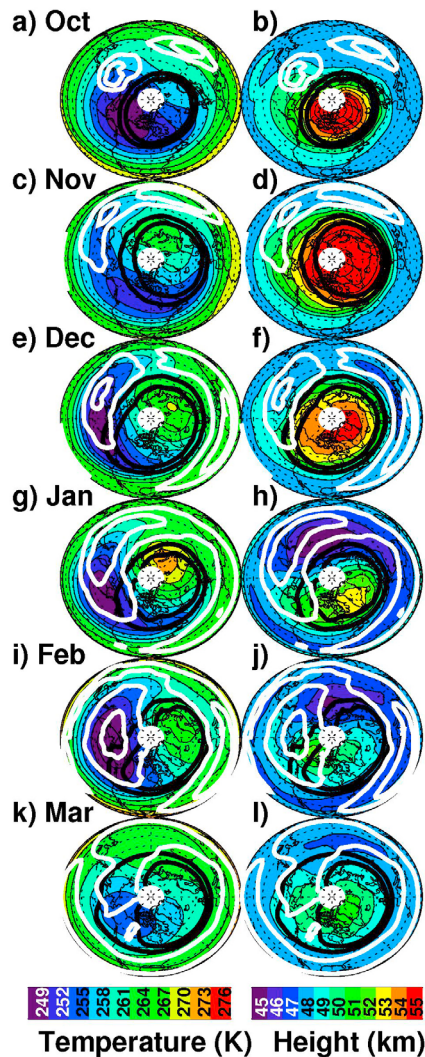 a) Oct b)
c) Nov d)
e) Dec f)
g) Jan h)
i) Feb j)
k) Mar l)
249 252 255 258 261 264 267 270 273 276 45 46 47 48 49 50 51 52 53 54 55
Temperature (K) Height (km)